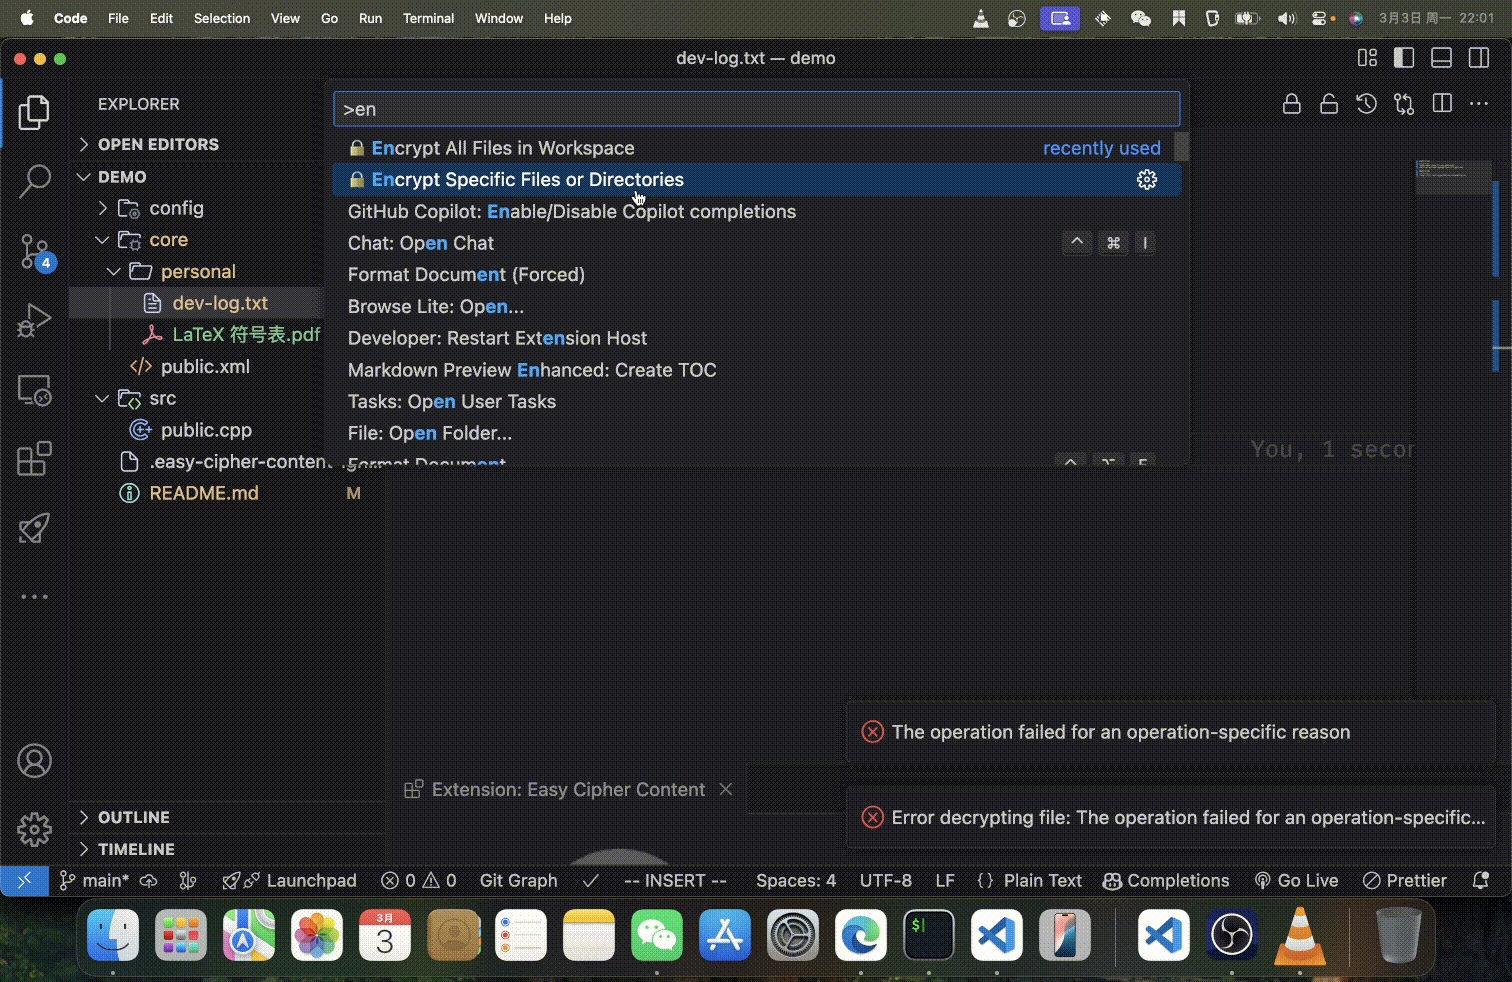 Code File Edit Selection View Go Run Terminal Window Help 3月3日 周一 22:01
dev-log.txt — demo
EXPLORER
>en
OPEN EDITORS
Encrypt All Files in Workspace recently used
DEMO
Encrypt Specific Files or Directories
config
GitHub Copilot: Enable/Disable Copilot completions
core
Chat: Open Chat ^ ⌘ I
personal
Format Document (Forced)
dev-log.txt
Browse Lite: Open...
LaTeX 符号表.pdf
Developer: Restart Extension Host
public.xml
Markdown Preview Enhanced: Create TOC
src
Tasks: Open User Tasks
public.cpp
File: Open Folder...
You, 1 secon
.easy-cipher-content
Format Document ^ ⌥ F
README.md M
4
The operation failed for an operation-specific reason
Extension: Easy Cipher Content
Error decrypting file: The operation failed for an operation-specific...
OUTLINE
TIMELINE
main* Launchpad 0 0 Git Graph -- INSERT -- Spaces: 4 UTF-8 LF {} Plain Text Completions Go Live Prettier
3月
3
$